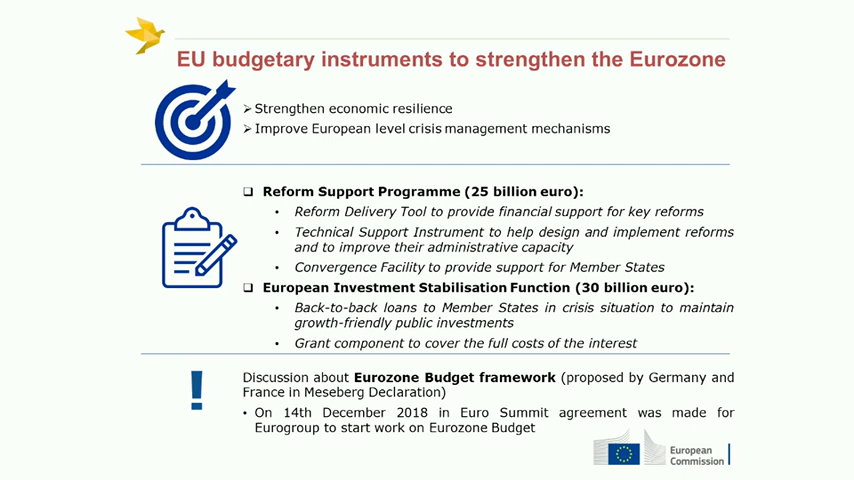 EU budgetary instruments to strengthen the Eurozone
➢ Strengthen economic resilience
➢ Improve European level crisis management mechanisms
❑ Reform Support Programme (25 billion euro):
• Reform Delivery Tool to provide financial support for key reforms
• Technical Support Instrument to help design and implement reforms
and to improve their administrative capacity
• Convergence Facility to provide support for Member States
❑ European Investment Stabilisation Function (30 billion euro):
• Back-to-back loans to Member States in crisis situation to maintain
growth-friendly public investments
• Grant component to cover the full costs of the interest
!
Discussion about Eurozone Budget framework (proposed by Germany and
France in Meseberg Declaration)
• On 14th December 2018 in Euro Summit agreement was made for
Eurogroup to start work on Eurozone Budget
European
Commission